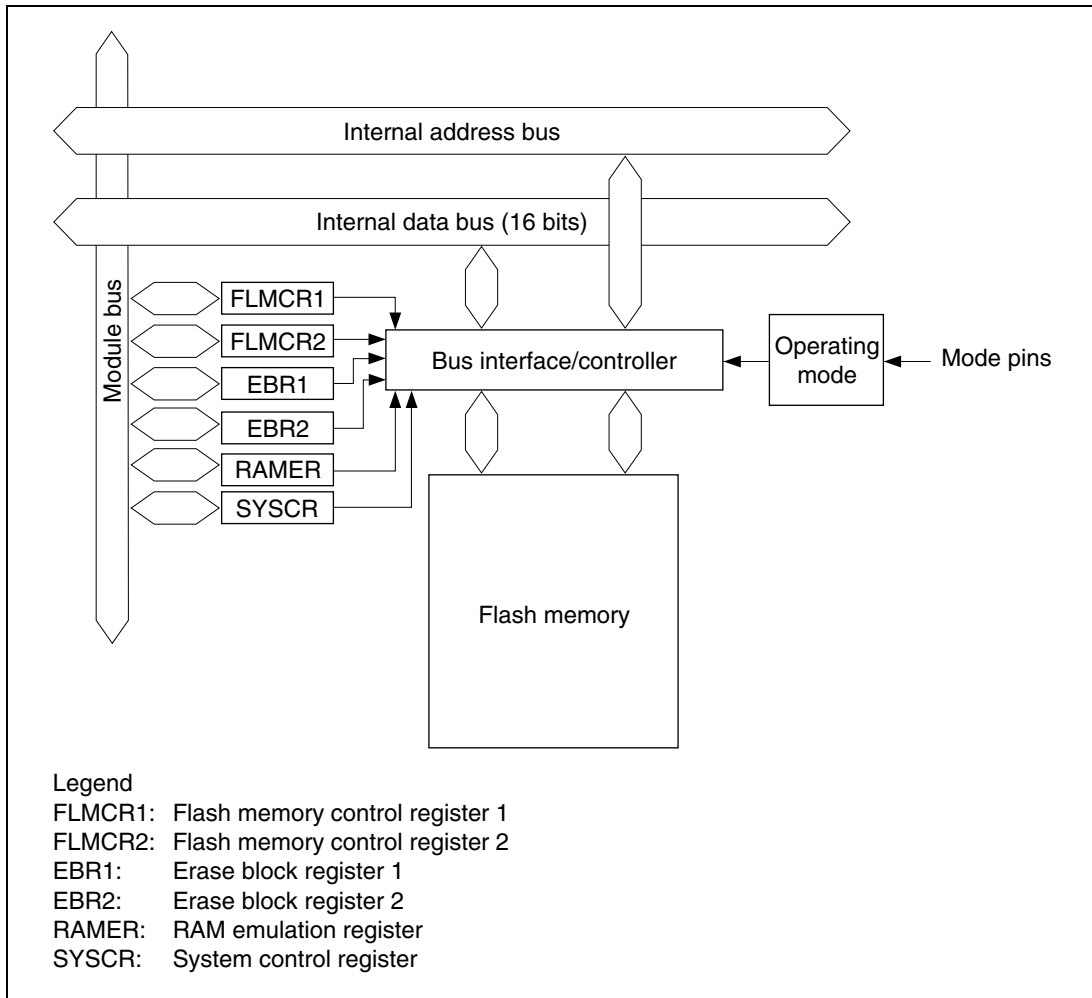 Internal address bus
Internal data bus (16 bits)
Module bus
FLMCR1
FLMCR2
EBR1
EBR2
RAMER
SYSCR
Bus interface/controller
Operating
mode
Mode pins
Flash memory
Legend
FLMCR1: Flash memory control register 1
FLMCR2: Flash memory control register 2
EBR1: Erase block register 1
EBR2: Erase block register 2
RAMER: RAM emulation register
SYSCR: System control register